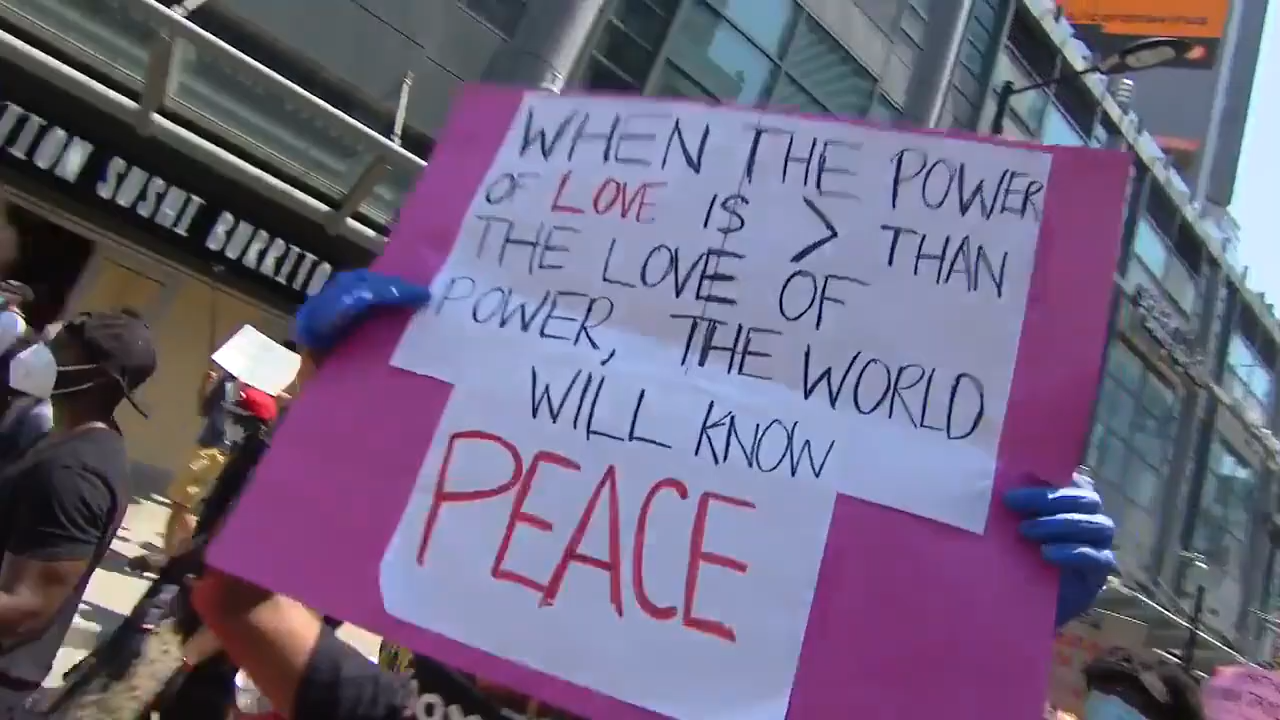 SUSHI BURRITO
WHEN THE POWER
OF LOVE IS > THAN
THE LOVE OF
POWER, THE WORLD
WILL KNOW
PEACE